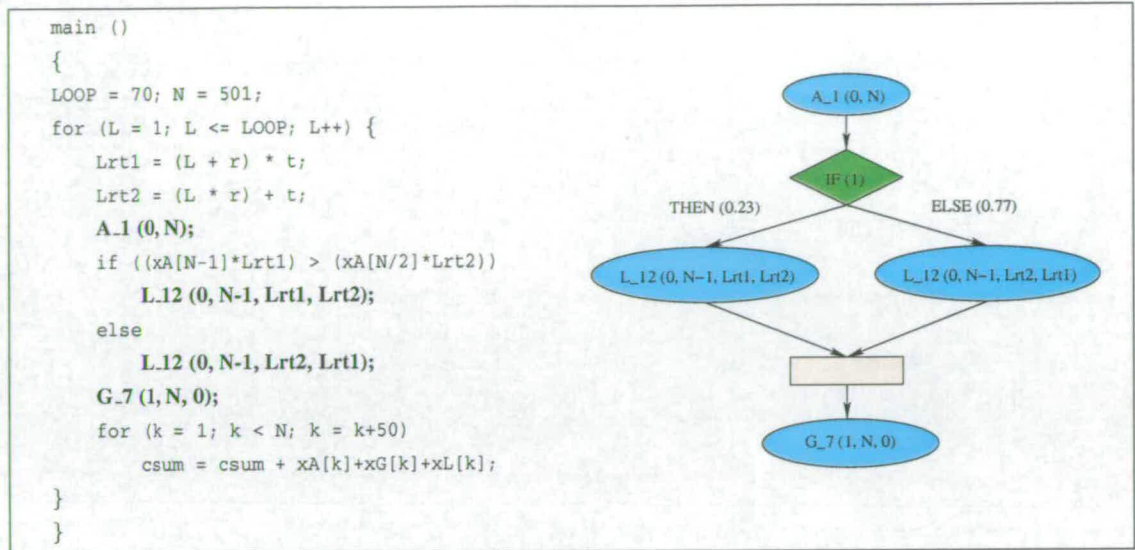 main ()
{
LOOP = 70; N = 501;
for (L = 1; L <= LOOP; L++) {
Lrt1 = (L + r) * t;
Lrt2 = (L * r) + t;
A_1 (0, N);
if ((xA[N-1]*Lrt1) > (xA[N/2]*Lrt2))
L_12 (0, N-1, Lrt1, Lrt2);
else
L_12 (0, N-1, Lrt2, Lrt1);
G_7 (1, N, 0);
for (k = 1; k < N; k = k+50)
csum = csum + xA[k]+xG[k]+xL[k];
}
}
A_1 (0, N)
IF (1)
THEN (0.23)
ELSE (0.77)
L_12 (0, N-1, Lrt1, Lrt2)
L_12 (0, N-1, Lrt2, Lrt1)
G_7 (1, N, 0)